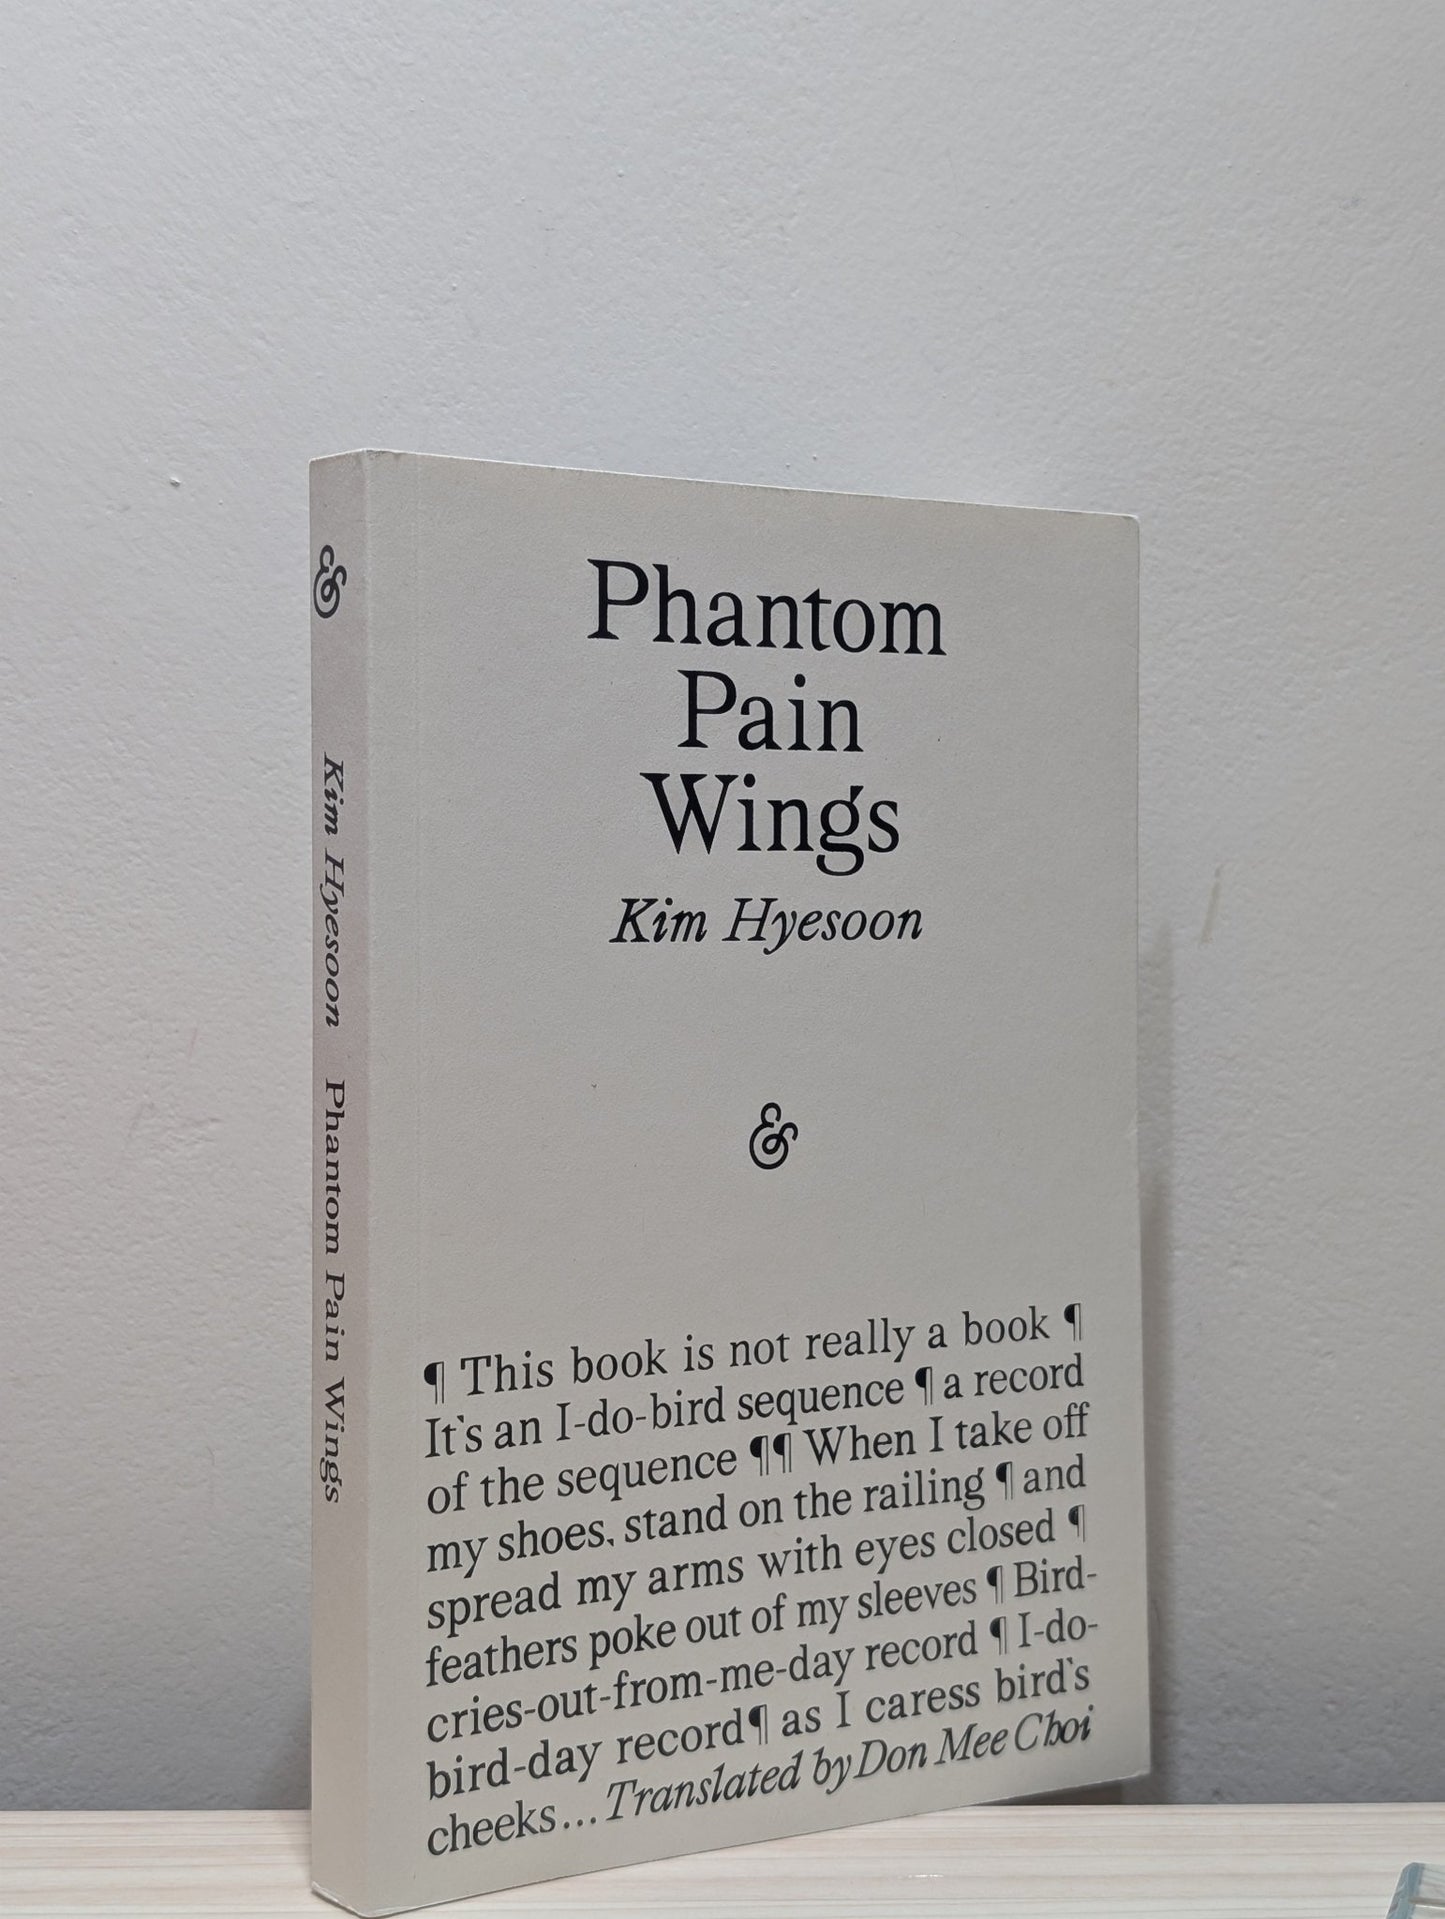 &
Kim Hyesoon Phantom Pain Wings
Phantom
Pain
Wings
Kim Hyesoon
&
¶ This book is not really a book ¶
It's an I-do-bird sequence ¶ a record
of the sequence ¶¶ When I take off
my shoes, stand on the railing ¶ and
spread my arms with eyes closed ¶
feathers poke out of my sleeves ¶ Bird-
cries-out-from-me-day record ¶ I-do-
bird-day record¶ as I caress bird's
cheeks... Translated by Don Mee Choi